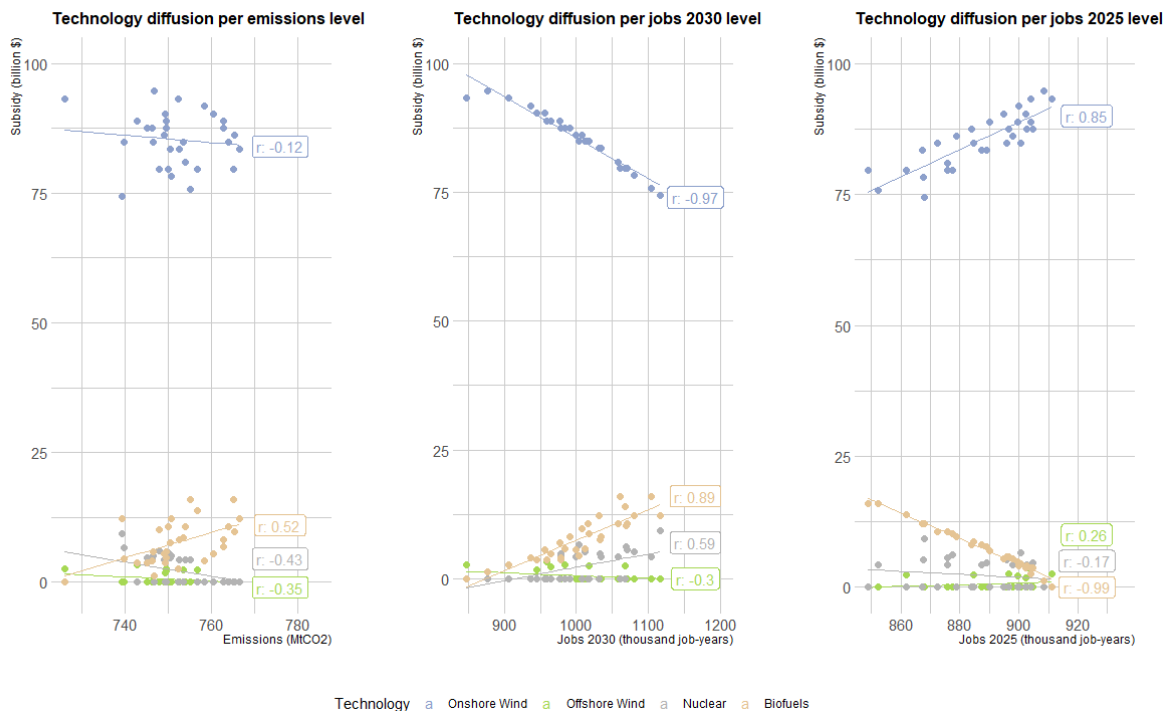 Technology diffusion per emissions level
Subsidy (billion $)
100
75
50
25
0
740
760
780
Emissions (MtCO2)
r: -0.12
r: 0.52
r: -0.43
r: -0.35
Technology diffusion per jobs 2030 level
Subsidy (billion $)
100
75
50
25
0
900
1000
1100
1200
Jobs 2030 (thousand job-years)
r: -0.97
r: 0.89
r: 0.59
r: -0.3
Technology diffusion per jobs 2025 level
Subsidy (billion $)
100
75
50
25
0
860
880
900
920
Jobs 2025 (thousand job-years)
r: 0.85
r: 0.26
r: -0.17
r: -0.99
Technology a Onshore Wind a Offshore Wind a Nuclear a Biofuels